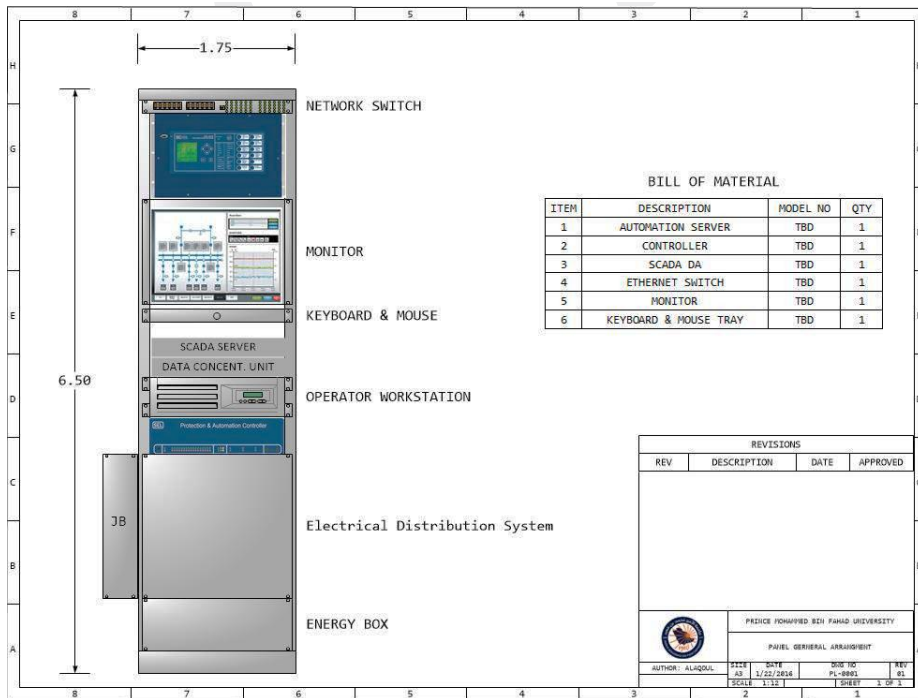 8 7 6 5 4 3 2 1
1.75
6.50
H
G
F
E
D
C
B
A
NETWORK SWITCH
MONITOR
KEYBOARD & MOUSE
SCADA SERVER
DATA CONCENT. UNIT
OPERATOR WORKSTATION
Protection & Automation Controller
JB
Electrical Distribution System
ENERGY BOX
BILL OF MATERIAL
ITEM DESCRIPTION MODEL NO QTY
1 AUTOMATION SERVER TBD 1
2 CONTROLLER TBD 1
3 SCADA DA TBD 1
4 ETHERNET SWITCH TBD 1
5 MONITOR TBD 1
6 KEYBOARD & MOUSE TRAY TBD 1
REVISIONS
REV DESCRIPTION DATE APPROVED
PRINCE MOHAMMED BIN FAHAD UNIVERSITY
PANEL GERNERAL ARRANGMENT
AUTHOR: ALAQOUL
SIZE DATE DWG NO REV
A3 1/22/2016 PL-0001 01
SCALE 1:12 SHEET 1 OF 1
8 7 6 5 4 3 2 1